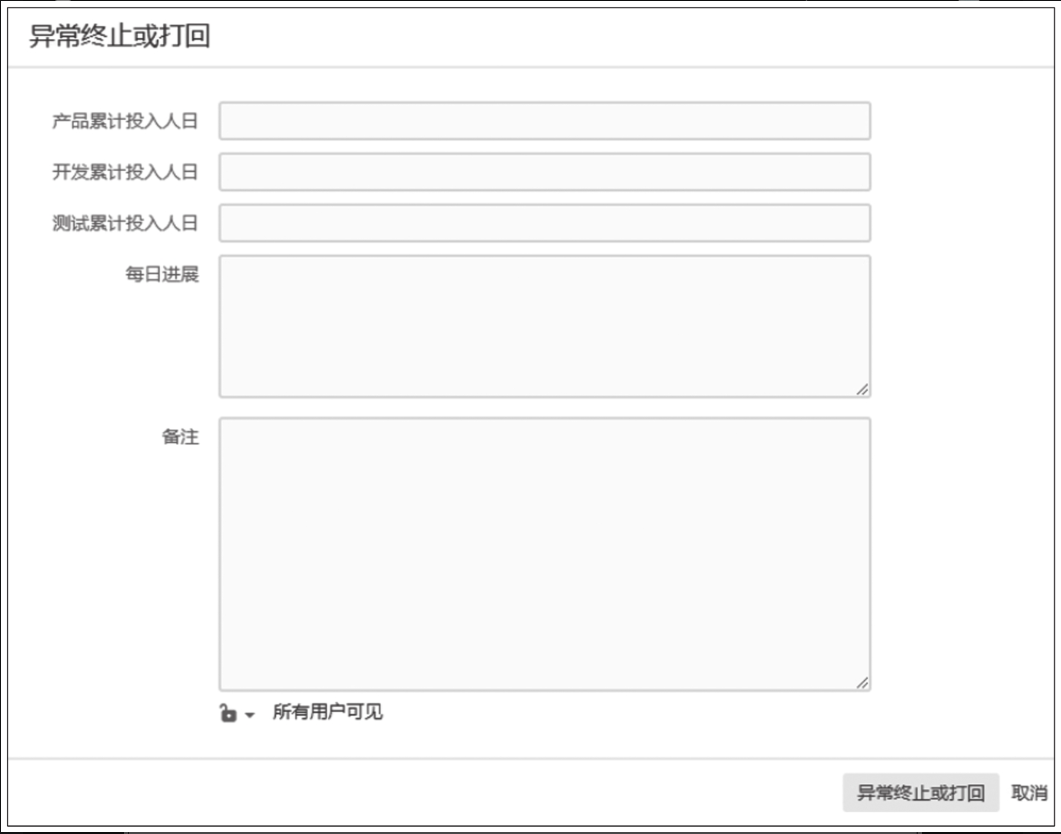 异常终止或打回
产品累计投入人日
开发累计投入人日
测试累计投入人日
每日进展
备注
所有用户可见
异常终止或打回 取消